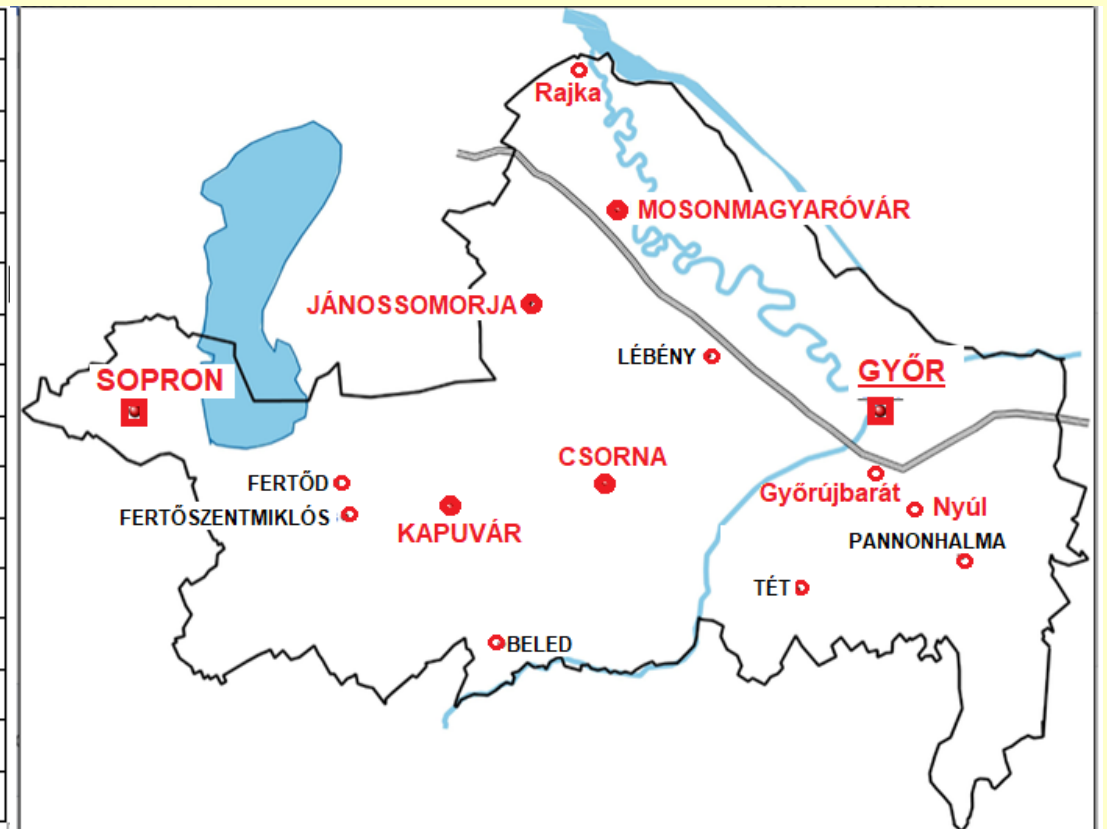 Rajka
MOSONMAGYARÓVÁR
JÁNOSSOMORJA
LÉBÉNY
GYŐR
SOPRON
CSORNA
FERTŐD
Győrújbarát
Nyúl
FERTŐSZENTMIKLÓS
KAPUVÁR
PANNONHALMA
TÉT
BELED